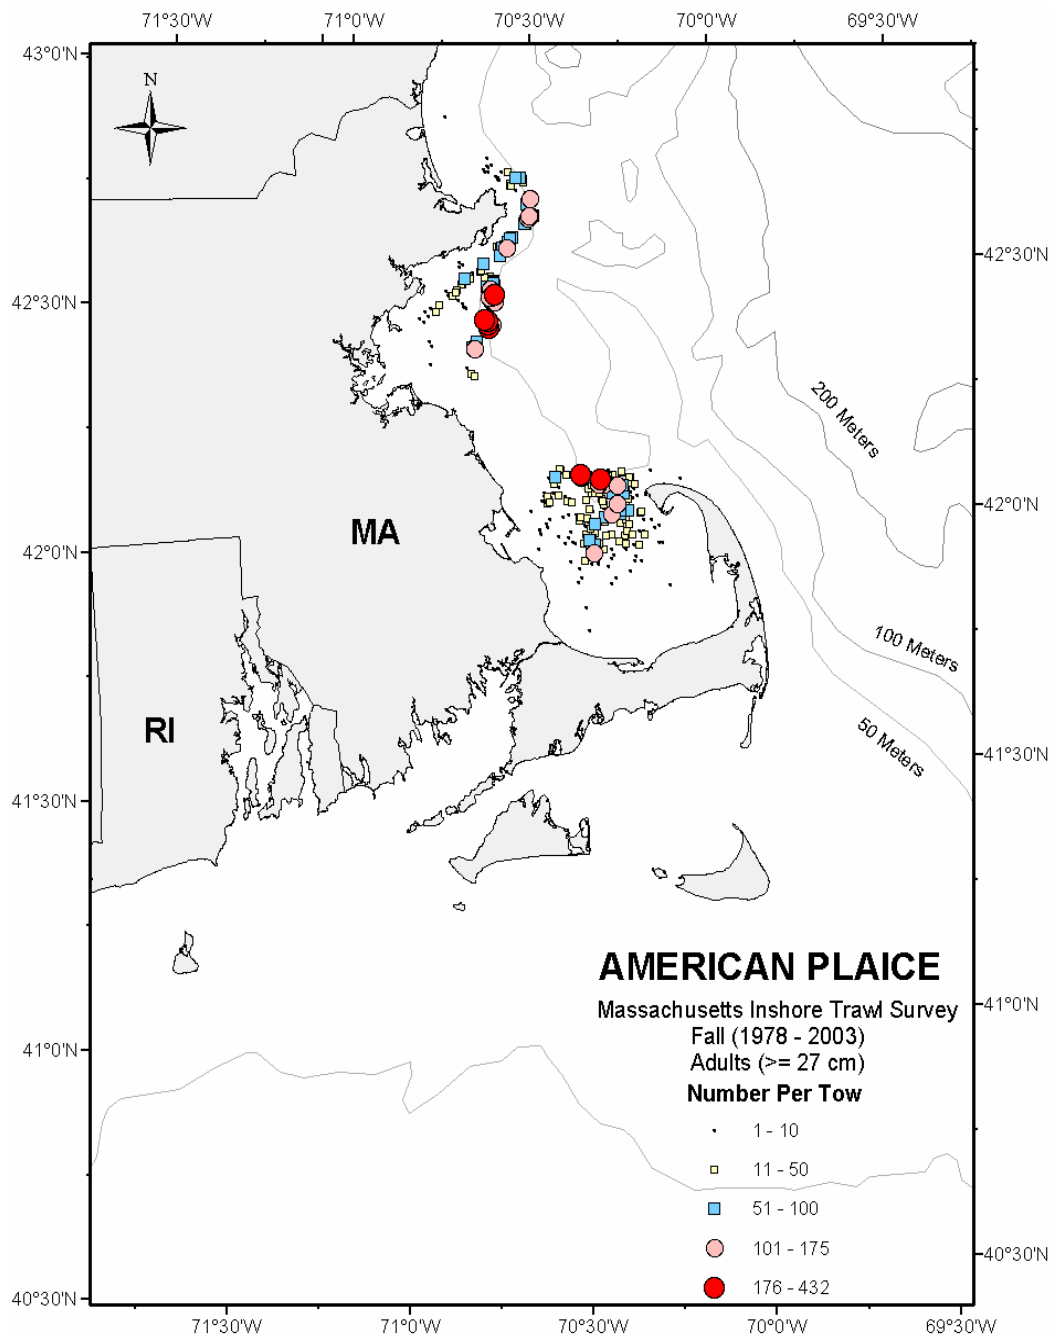 71°30'W 71°0'W 70°30'W 70°0'W 69°30'W
43°0'N
N
42°30'N
42°30'N
200 Meters
MA
42°0'N
42°0'N
100 Meters
RI
50 Meters
41°30'N
41°30'N
AMERICAN PLAICE
Massachusetts Inshore Trawl Survey
Fall (1978 - 2003)
Adults (>= 27 cm)
Number Per Tow
1 - 10
11 - 50
51 - 100
101 - 175
176 - 432
41°0'N
41°0'N
40°30'N
40°30'N
71°30'W 71°0'W 70°30'W 70°0'W 69°30'W